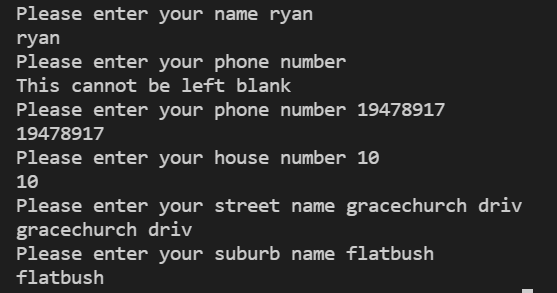 Please enter your name ryan
ryan
Please enter your phone number
This cannot be left blank
Please enter your phone number 19478917
19478917
Please enter your house number 10
10
Please enter your street name gracechurch driv
gracechurch driv
Please enter your suburb name flatbush
flatbush